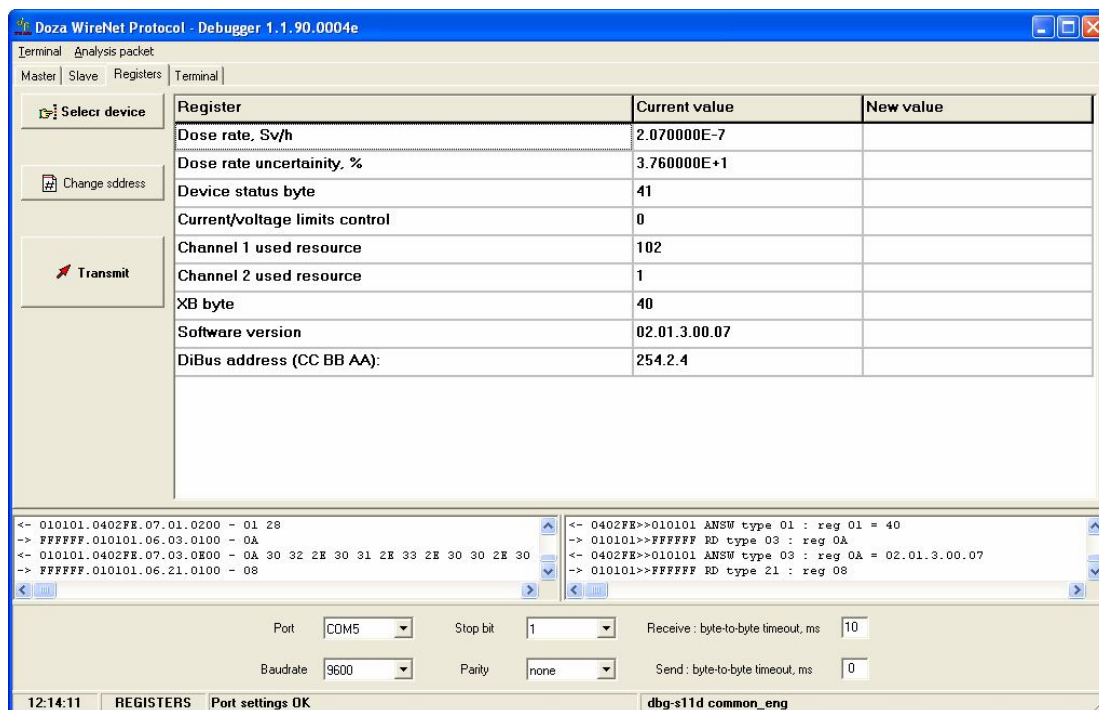 Doza WireNet Protocol - Debugger 1.1.90.0004e
Terminal Analysis packet
Master Slave Registers Terminal
Selecr device
Change sddress
Transmit
Register Current value New value
Dose rate, Sv/h 2.070000E-7
Dose rate uncertainity, % 3.760000E+1
Device status byte 41
Current/voltage limits control 0
Channel 1 used resource 102
Channel 2 used resource 1
XB byte 40
Software version 02.01.3.00.07
DiBus address (CC BB AA): 254.2.4
<- 010101.0402FE.07.01.0200 - 01 28
-> FFFFFF.010101.06.03.0100 - 0A
<- 010101.0402FE.07.03.0E00 - 0A 30 32 2E 30 31 2E 33 2E 30 30 2E 30
-> FFFFFF.010101.06.21.0100 - 08
<- 0402FE>>010101 ANSW type 01 : reg 01 = 40
-> 010101>>FFFFFF RD type 03 : reg 0A
<- 0402FE>>010101 ANSW type 03 : reg 0A = 02.01.3.00.07
-> 010101>>FFFFFF RD type 21 : reg 08
Port COM5 Stop bit 1 Receive : byte-to-byte timeout, ms 10
Baudrate 9600 Parity none Send : byte-to-byte timeout, ms 0
12:14:11 REGISTERS Port settings OK dbg-s11d common_eng